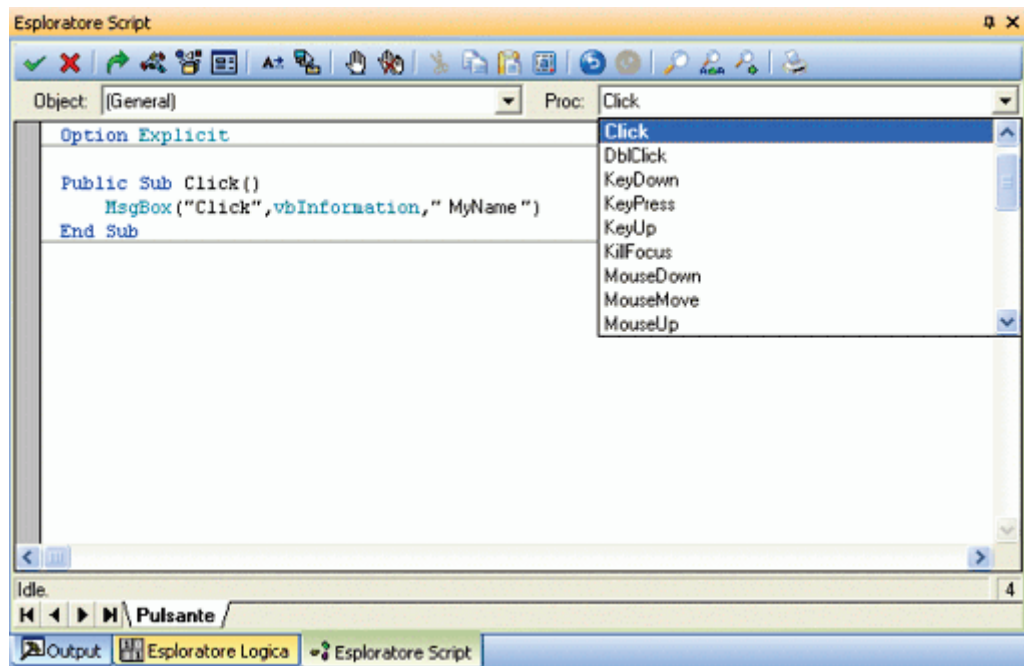 Esploratore Script
Object: (General) Proc: Click
Option Explicit
Public Sub Click()
MsgBox("Click",vbInformation," MyName ")
End Sub
Click
DblClick
KeyDown
KeyPress
KeyUp
KillFocus
MouseDown
MouseMove
MouseUp
Idle. 4
Pulsante
Output Esploratore Logica Esploratore Script